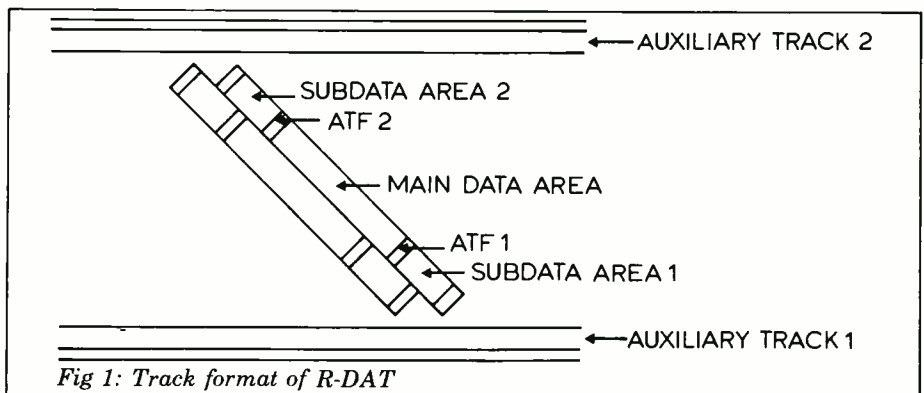 AUXILIARY TRACK 2
SUBDATA AREA 2
ATF 2
MAIN DATA AREA
ATF 1
SUBDATA AREA 1
AUXILIARY TRACK 1
Fig 1: Track format of R-DAT